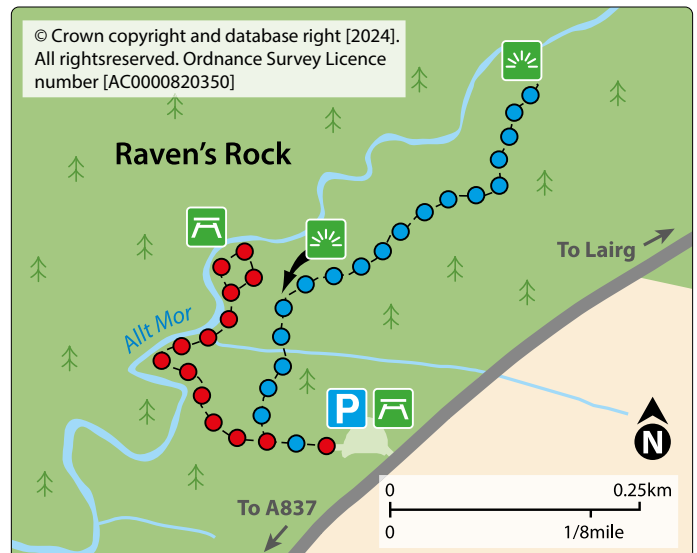 © Crown copyright and database right [2024].
All rightsreserved. Ordnance Survey Licence
number [AC0000820350]
Raven's Rock
To Lairg
Allt Mor
P
N
To A837
0 0.25km
0 1/8mile